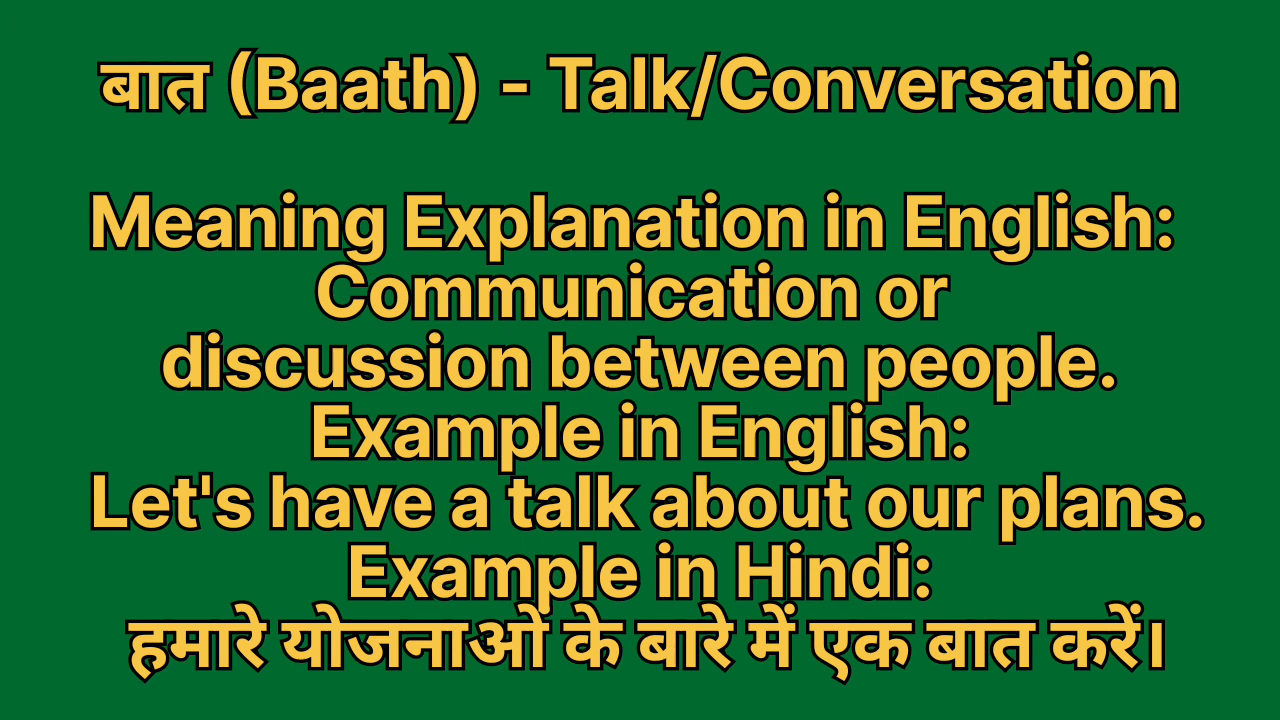 बात (Baath) - Talk/Conversation
Meaning Explanation in English:
Communication or
discussion between people.
Example in English:
Let's have a talk about our plans.
Example in Hindi:
हमारे योजनाओं के बारे में एक बात करें।